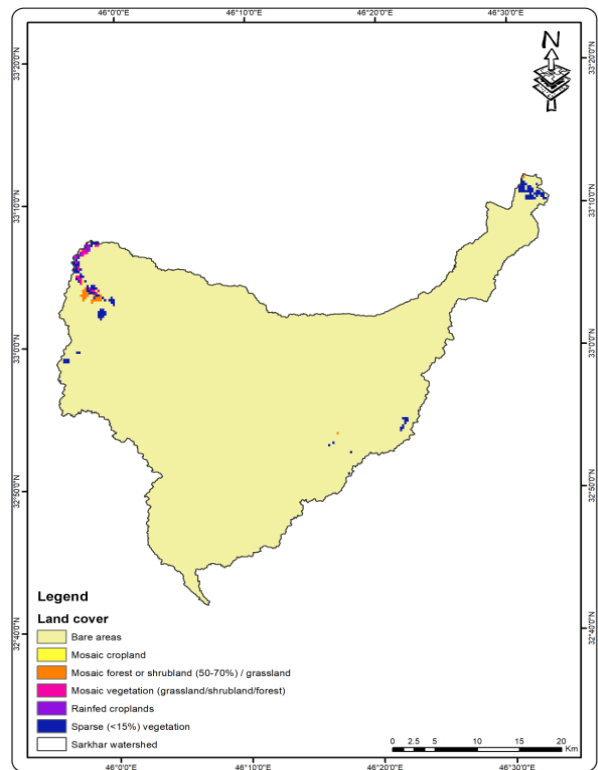 46°0'0"E 46°10'0"E 46°20'0"E 46°30'0"E
N
33°20'0"N 33°20'0"N
33°10'0"N 33°10'0"N
33°0'0"N 33°0'0"N
32°50'0"N 32°50'0"N
32°40'0"N 32°40'0"N
Legend
Land cover
Bare areas
Mosaic cropland
Mosaic forest or shrubland (50-70%) / grassland
Mosaic vegetation (grassland/shrubland/forest)
Rainfed croplands
Sparse (<15%) vegetation
Sarkhar watershed
0 2.5 5 10 15 20
Km
46°0'0"E 46°10'0"E 46°20'0"E 46°30'0"E